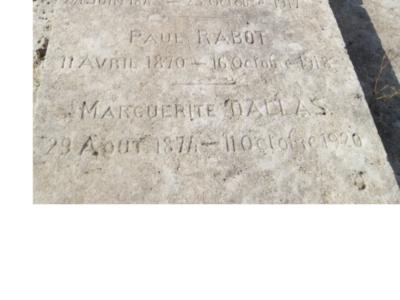 PAUL RABOT
11 AVRIL 1870 – 16 Octobre 1918
MARGUERITE DALLAS
29 AOUT 1874 – 11 Octobre 1920